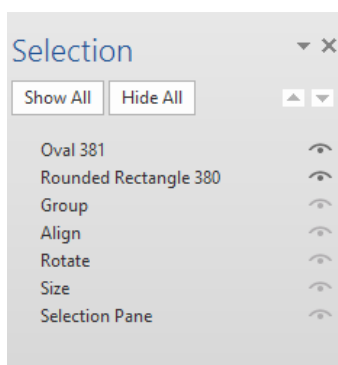 Selection
Show All Hide All
Oval 381
Rounded Rectangle 380
Group
Align
Rotate
Size
Selection Pane